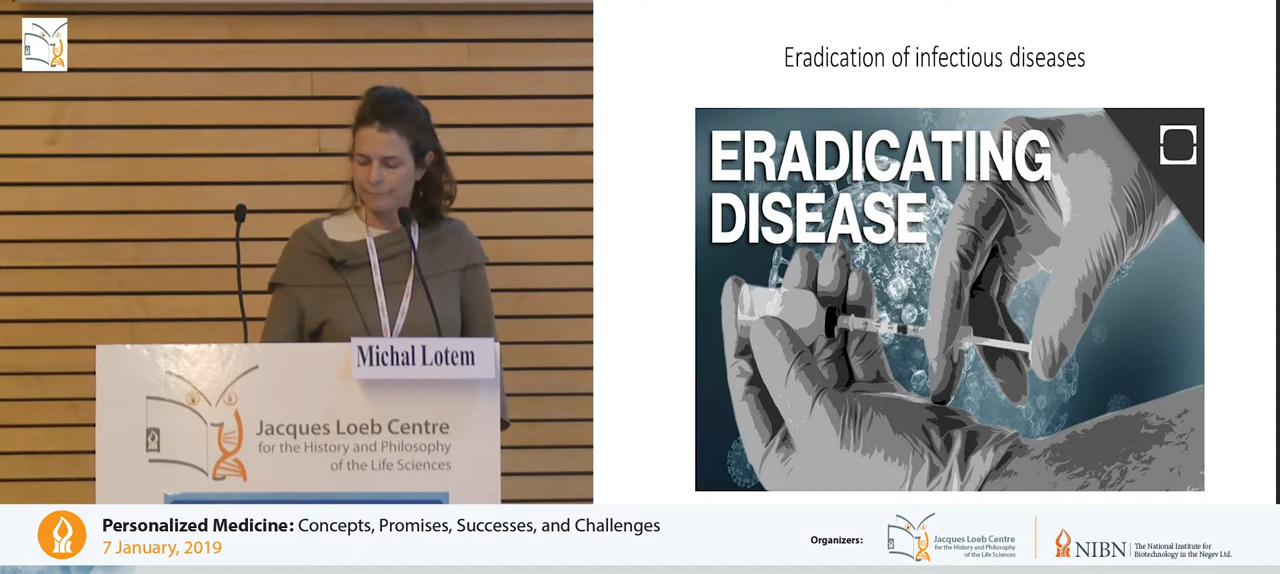 Eradication of infectious diseases
ERADICATING
DISEASE
Michal Lotem
Jacques Loeb Centre
for the History and Philosophy
of the Life Sciences
Personalized Medicine: Concepts, Promises, Successes, and Challenges
7 January, 2019
Organizers:
Jacques Loeb Centre
for the History and Philosophy
of the Life Sciences
NIBN
The National Institute for
Biotechnology in the Negev Ltd.